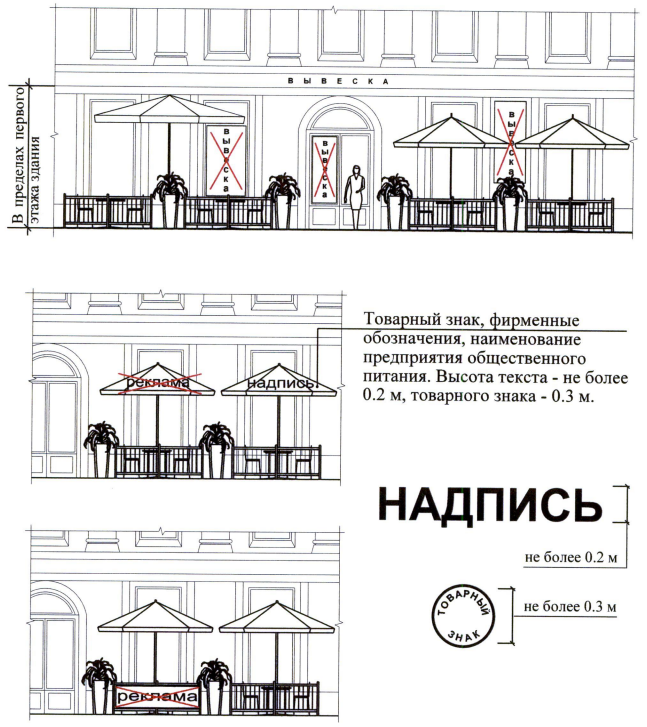 ВЫВЕСКА
В пределах первого
этажа здания
вывеска
вывеска
вывеска
Товарный знак, фирменные
обозначения, наименование
предприятия общественного
питания. Высота текста - не более
0.2 м, товарного знака - 0.3 м.
реклама
надпись
НАДПИСЬ
не более 0.2 м
ТОВАРНЫЙ
ЗНАК
не более 0.3 м
реклама